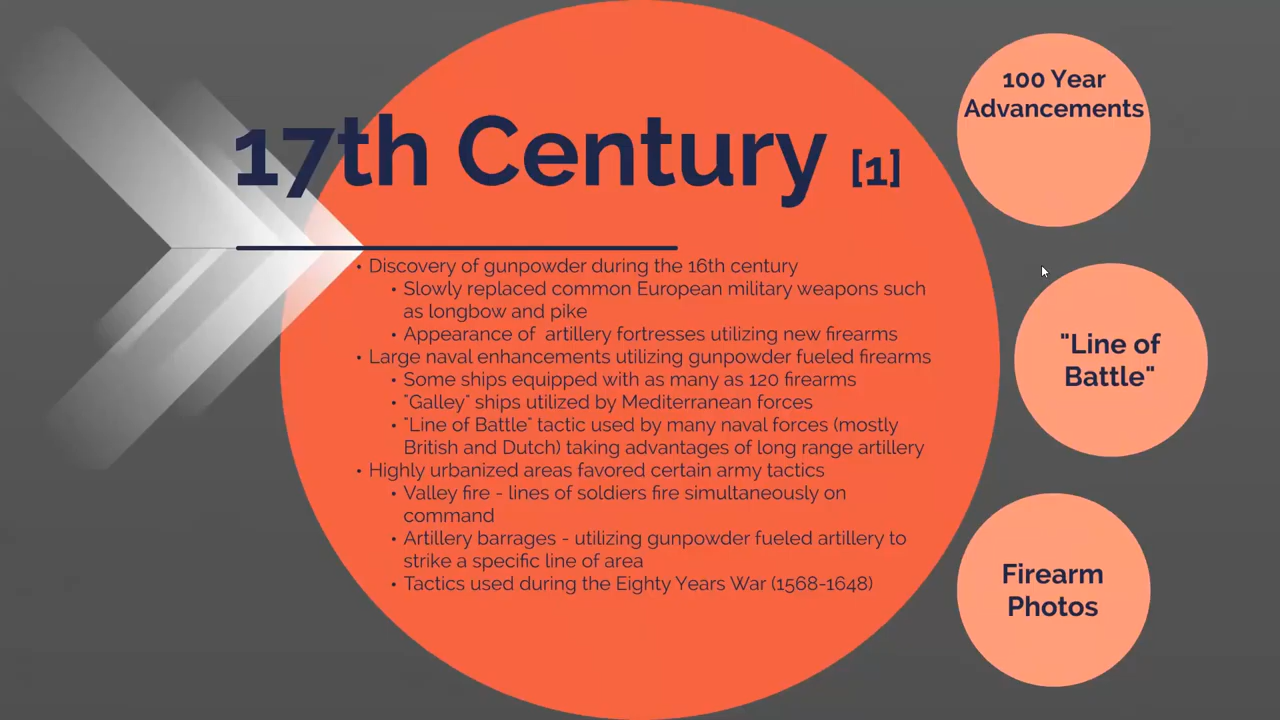 17th Century [1]
• Discovery of gunpowder during the 16th century
• Slowly replaced common European military weapons such
as longbow and pike
• Appearance of artillery fortresses utilizing new firearms
• Large naval enhancements utilizing gunpowder fueled firearms
• Some ships equipped with as many as 120 firearms
• "Galley" ships utilized by Mediterranean forces
• "Line of Battle" tactic used by many naval forces (mostly
British and Dutch) taking advantages of long range artillery
• Highly urbanized areas favored certain army tactics
• Valley fire - lines of soldiers fire simultaneously on
command
• Artillery barrages - utilizing gunpowder fueled artillery to
strike a specific line of area
• Tactics used during the Eighty Years War (1568-1648)
100 Year
Advancements
"Line of
Battle"
Firearm
Photos